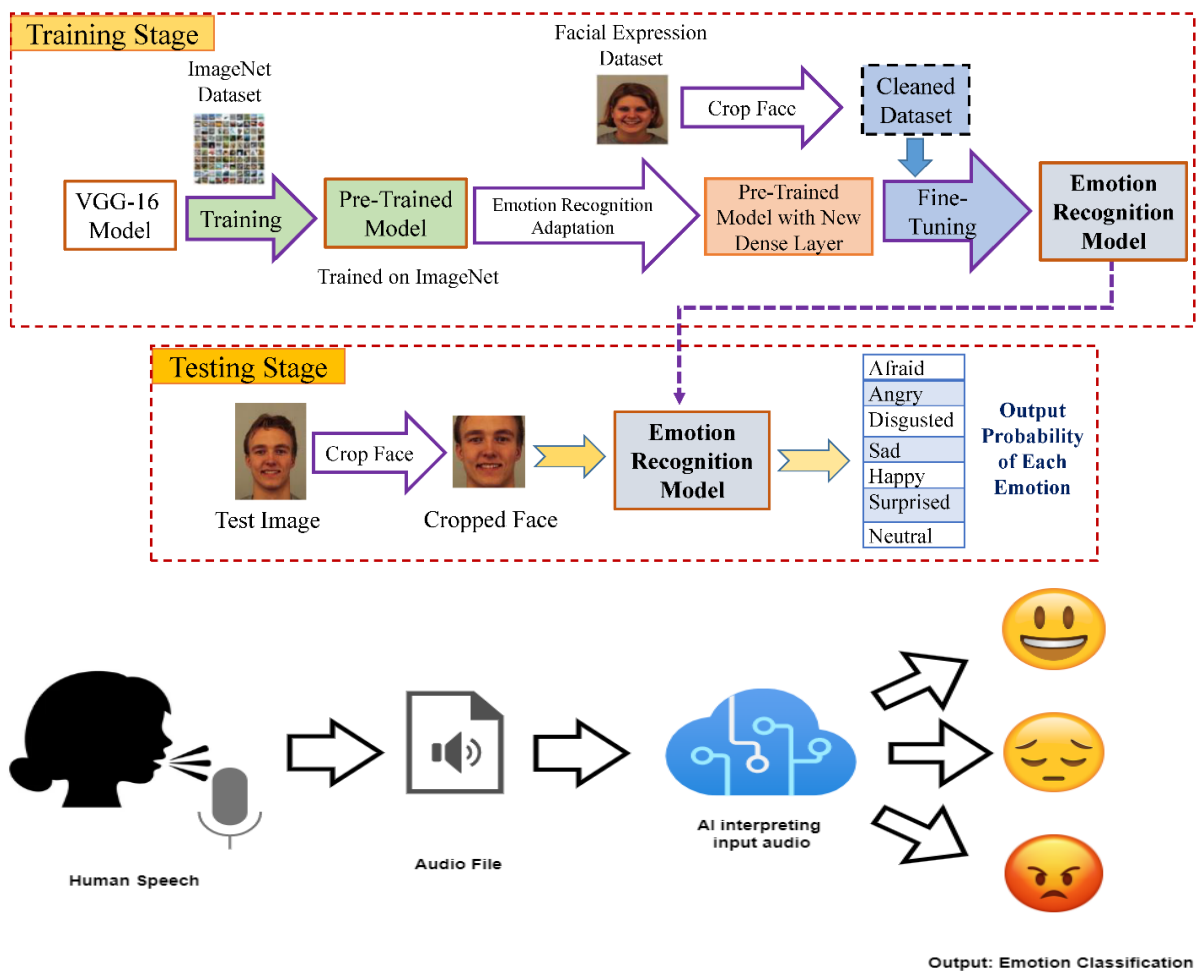 Training Stage
ImageNet
Dataset
Facial Expression
Dataset
Crop Facc
Cleaned
Dataset
VGG-16
Model
Training
Pre-Trained
Model
Trained on ImageNet
Emotion Recognition
Adaptation
Pre-Trained
Model with New
Dense Layer
Fine-
Tuning
Emotion
Recognition
Model
Testing Stage
Test Image
Crop Face
Cropped Face
Emotion
Recognition
Model
Afraid
Angry
Disgusted
Sad
Happy
Surprised
Neutral
Output
Probability
of Each
Emotion
Human Speech
Audio File
AI interpreting
input audio
Output: Emotion Classification